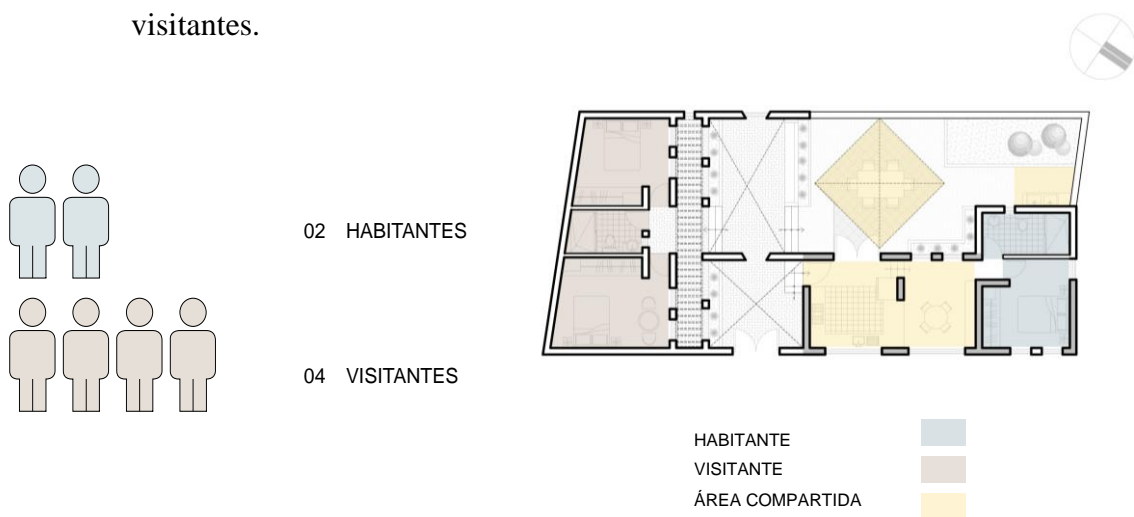 visitantes.
02 HABITANTES
04 VISITANTES
HABITANTE
VISITANTE
ÁREA COMPARTIDA